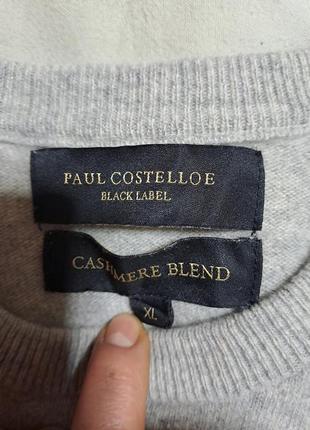 PAUL COSTELLOE
BLACK LABEL
CASHMERE BLEND
XL